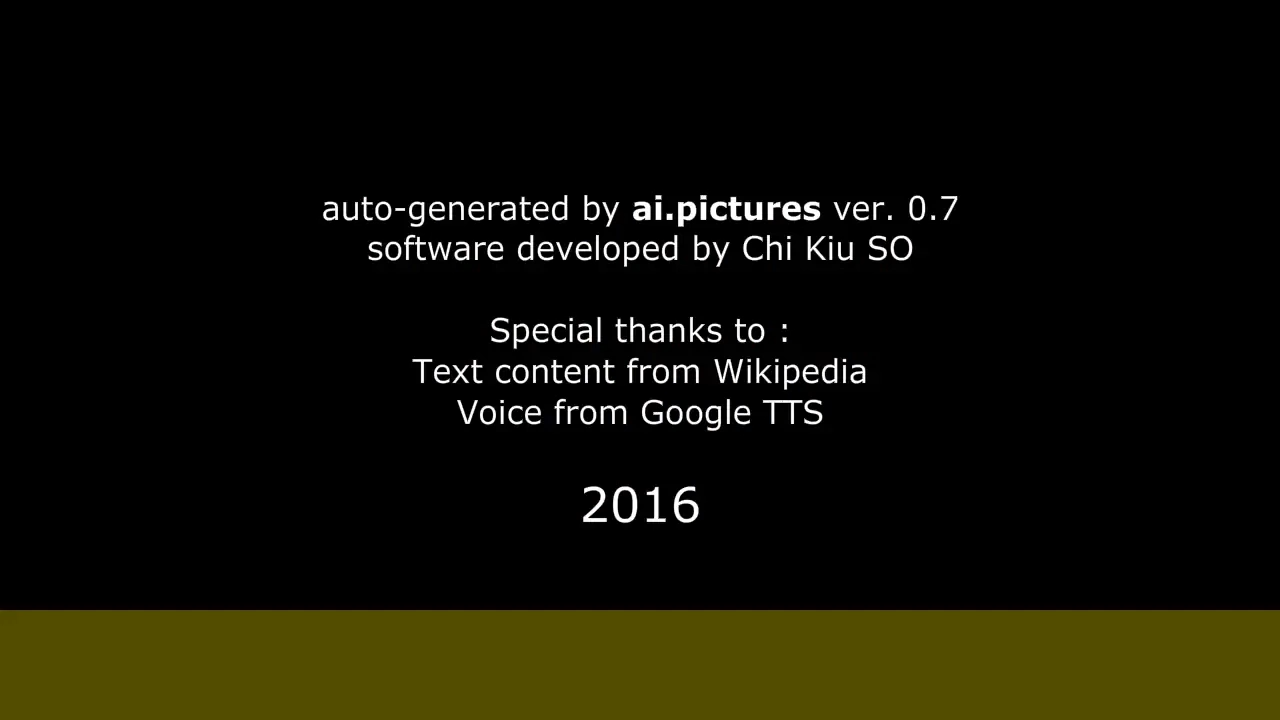 auto-generated by ai.pictures ver. 0.7
software developed by Chi Kiu SO
Special thanks to :
Text content from Wikipedia
Voice from Google TTS
2016